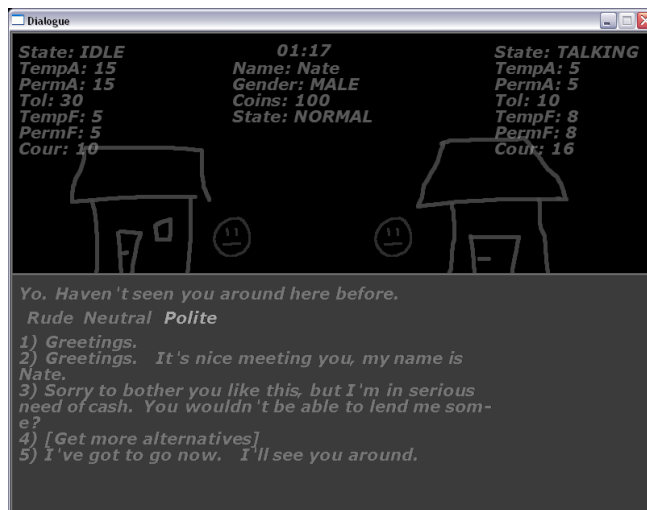 Dialogue
State: IDLE
TempA: 15
PermA: 15
Tol: 30
TempF: 5
PermF: 5
Cour: 10
01:17
Name: Nate
Gender: MALE
Coins: 100
State: NORMAL
State: TALKING
TempA: 5
PermA: 5
Tol: 10
TempF: 8
PermF: 8
Cour: 16
Yo. Haven't seen you around here before.
Rude Neutral Polite
1) Greetings.
2) Greetings. It's nice meeting you, my name is
Nate.
3) Sorry to bother you like this, but I'm in serious
need of cash. You wouldn't be able to lend me som-
e?
4) [Get more alternatives]
5) I've got to go now. I'll see you around.